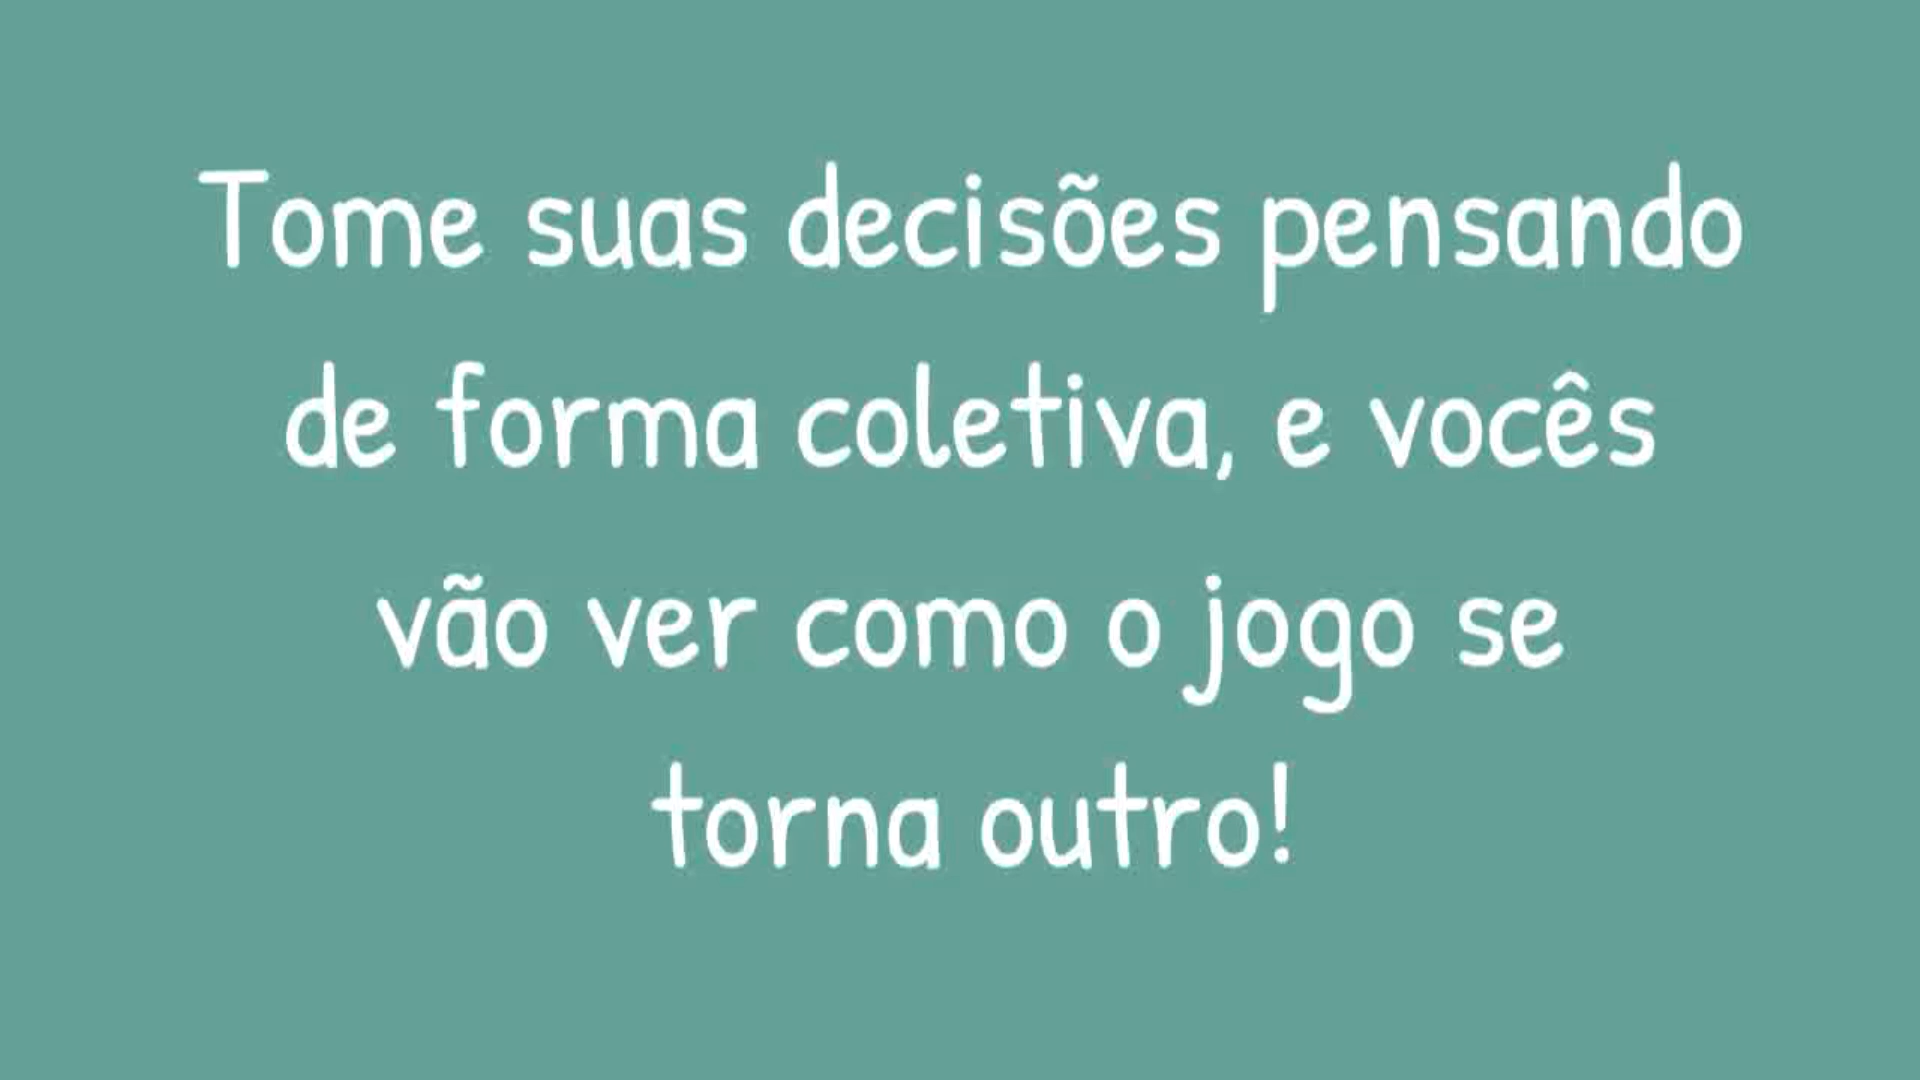 Tome suas decisões pensando
de forma coletiva, e vocês
vão ver como o jogo se
torna outro!